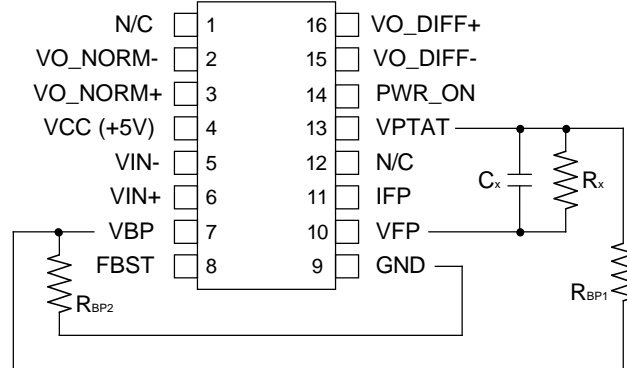 N/C 1 16 VO_DIFF+
VO_NORM- 2 15 VO_DIFF-
VO_NORM+ 3 14 PWR_ON
VCC (+5V) 4 13 VPTAT
VIN- 5 12 N/C
VIN+ 6 11 IFP
VBP 7 10 VFP
FBST 8 9 GND
Cx
Rx
RBP1
RBP2